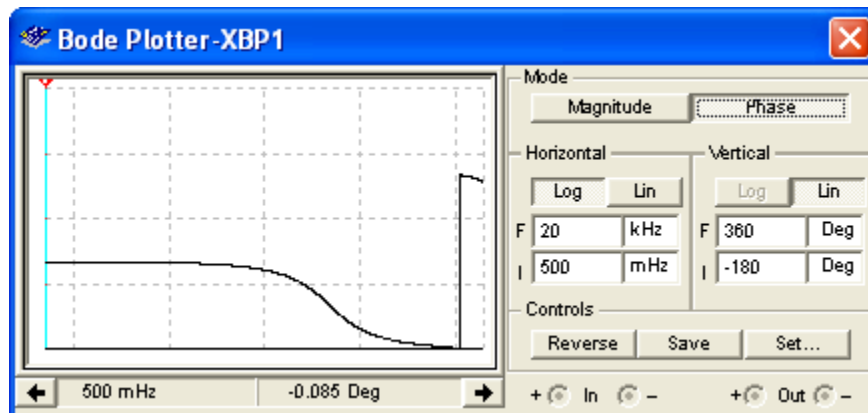 Bode Plotter-XBP1
Mode
Magnitude Phase
Horizontal Vertical
Log Lin Log Lin
F 20 kHz F 360 Deg
I 500 mHz I -180 Deg
Controls
Reverse Save Set...
500 mHz -0.085 Deg + In - + Out -